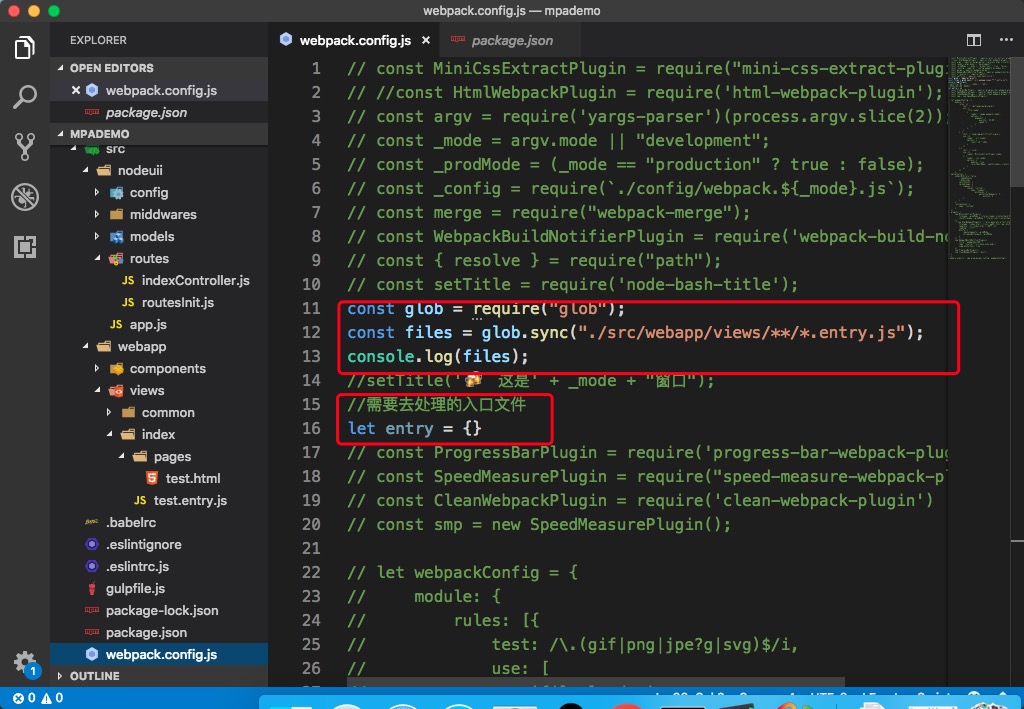 webpack.config.js — mpademo
EXPLORER
OPEN EDITORS
webpack.config.js
package.json
MPADEMO
src
nodeuii
config
middwares
models
routes
JS indexController.js
JS routesInit.js
JS app.js
webapp
components
views
common
index
pages
test.html
JS test.entry.js
.babelrc
.eslintignore
.eslintrc.js
gulpfile.js
package-lock.json
package.json
webpack.config.js
OUTLINE
1
0 0
webpack.config.js
package.json
1 // const MiniCssExtractPlugin = require("mini-css-extract-plug
2 // //const HtmlWebpackPlugin = require('html-webpack-plugin');
3 // const argv = require('yargs-parser')(process.argv.slice(2));
4 // const _mode = argv.mode || "development";
5 // const _prodMode = (_mode == "production" ? true : false);
6 // const _config = require(`./config/webpack.${_mode}.js`);
7 // const merge = require("webpack-merge");
8 // const WebpackBuildNotifierPlugin = require('webpack-build-no
9 // const { resolve } = require("path");
10 // const setTitle = require('node-bash-title');
11 const glob = require("glob");
12 const files = glob.sync("./src/webapp/views/**/*.entry.js");
13 console.log(files);
14 //setTitle('🍻 这是' + _mode + "窗口");
15 //需要去处理的入口文件
16 let entry = {}
17 // const ProgressBarPlugin = require('progress-bar-webpack-plug
18 // const SpeedMeasurePlugin = require("speed-measure-webpack-pl
19 // const CleanWebpackPlugin = require('clean-webpack-plugin')
20 // const smp = new SpeedMeasurePlugin();
21
22 // let webpackConfig = {
23 // module: {
24 // rules: [{
25 // test: /\.(gif|png|jpe?g|svg)$/i,
26 // use: [